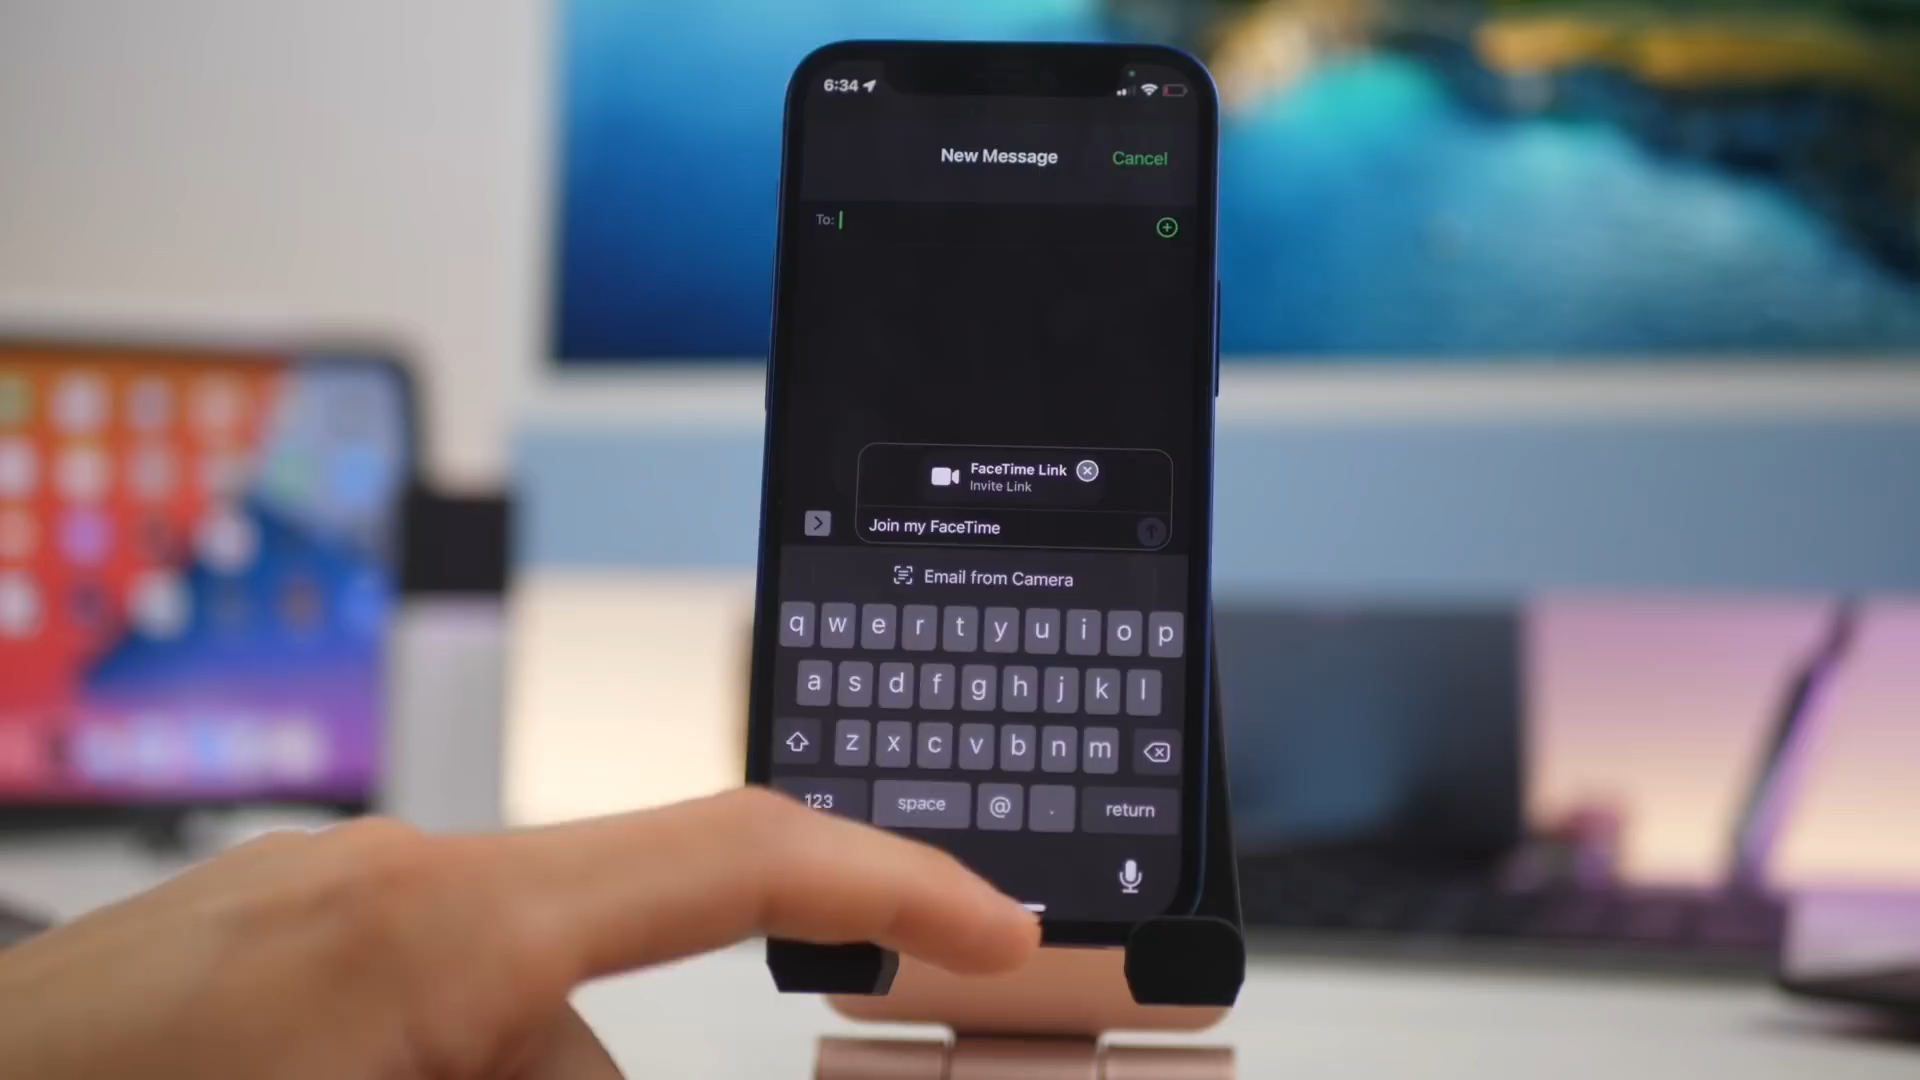 6:34
New Message
Cancel
To:
FaceTime Link
Invite Link
Join my FaceTime
Email from Camera
q w e r t y u i o p
a s d f g h j k l
z x c v b n m
123 space @ . return